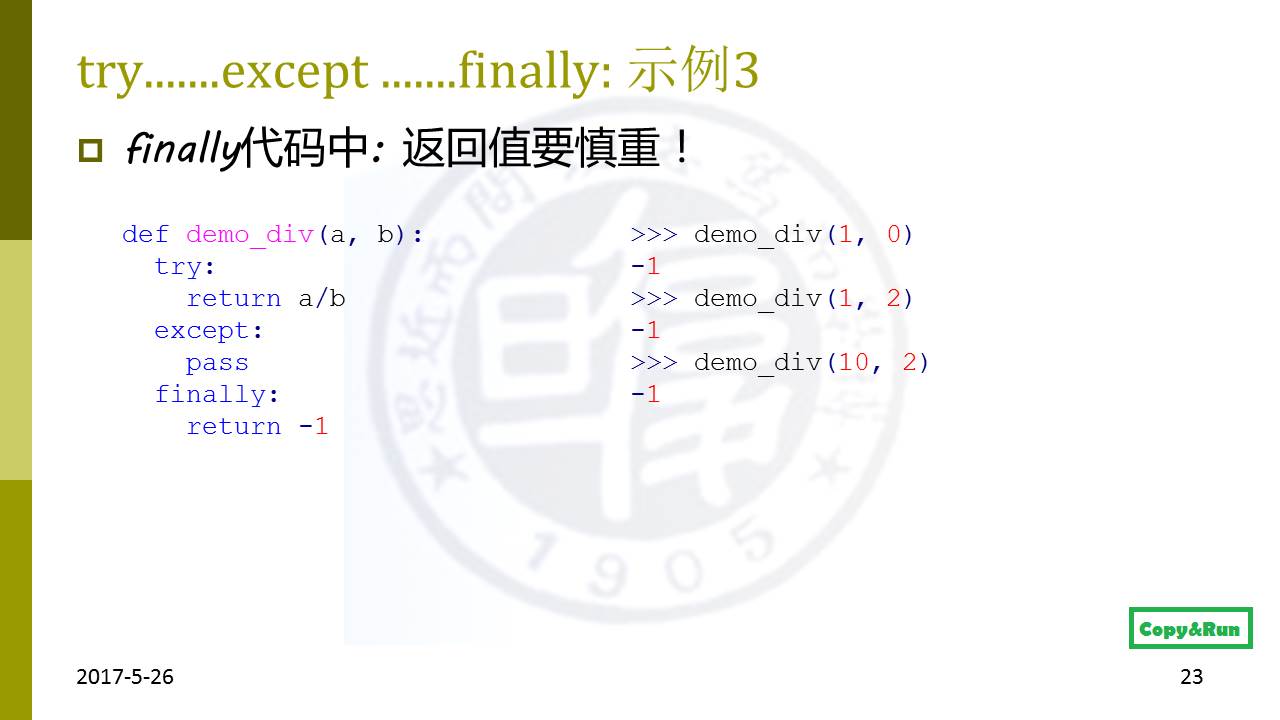 try.......except .......finally: 示例3
finally代码中: 返回值要慎重！
def demo_div(a, b):
  try:
    return a/b
  except:
    pass
  finally:
    return -1
>>> demo_div(1, 0)
-1
>>> demo_div(1, 2)
-1
>>> demo_div(10, 2)
-1
1905
Copy&Run
2017-5-26
23